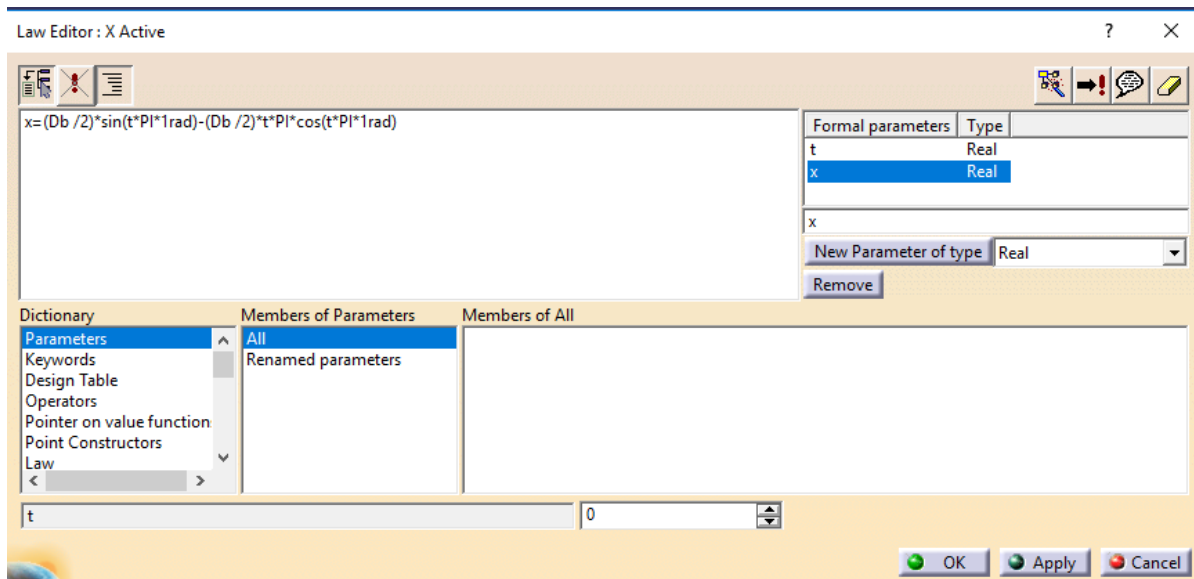 Law Editor : X Active
?
x=(Db /2)*sin(t*PI*1rad)-(Db /2)*t*PI*cos(t*PI*1rad)
Formal parameters Type
t Real
x Real
x
New Parameter of type Real
Remove
Dictionary Members of Parameters Members of All
Parameters All
Keywords Renamed parameters
Design Table
Operators
Pointer on value function
Point Constructors
Law
t 0
OK Apply Cancel